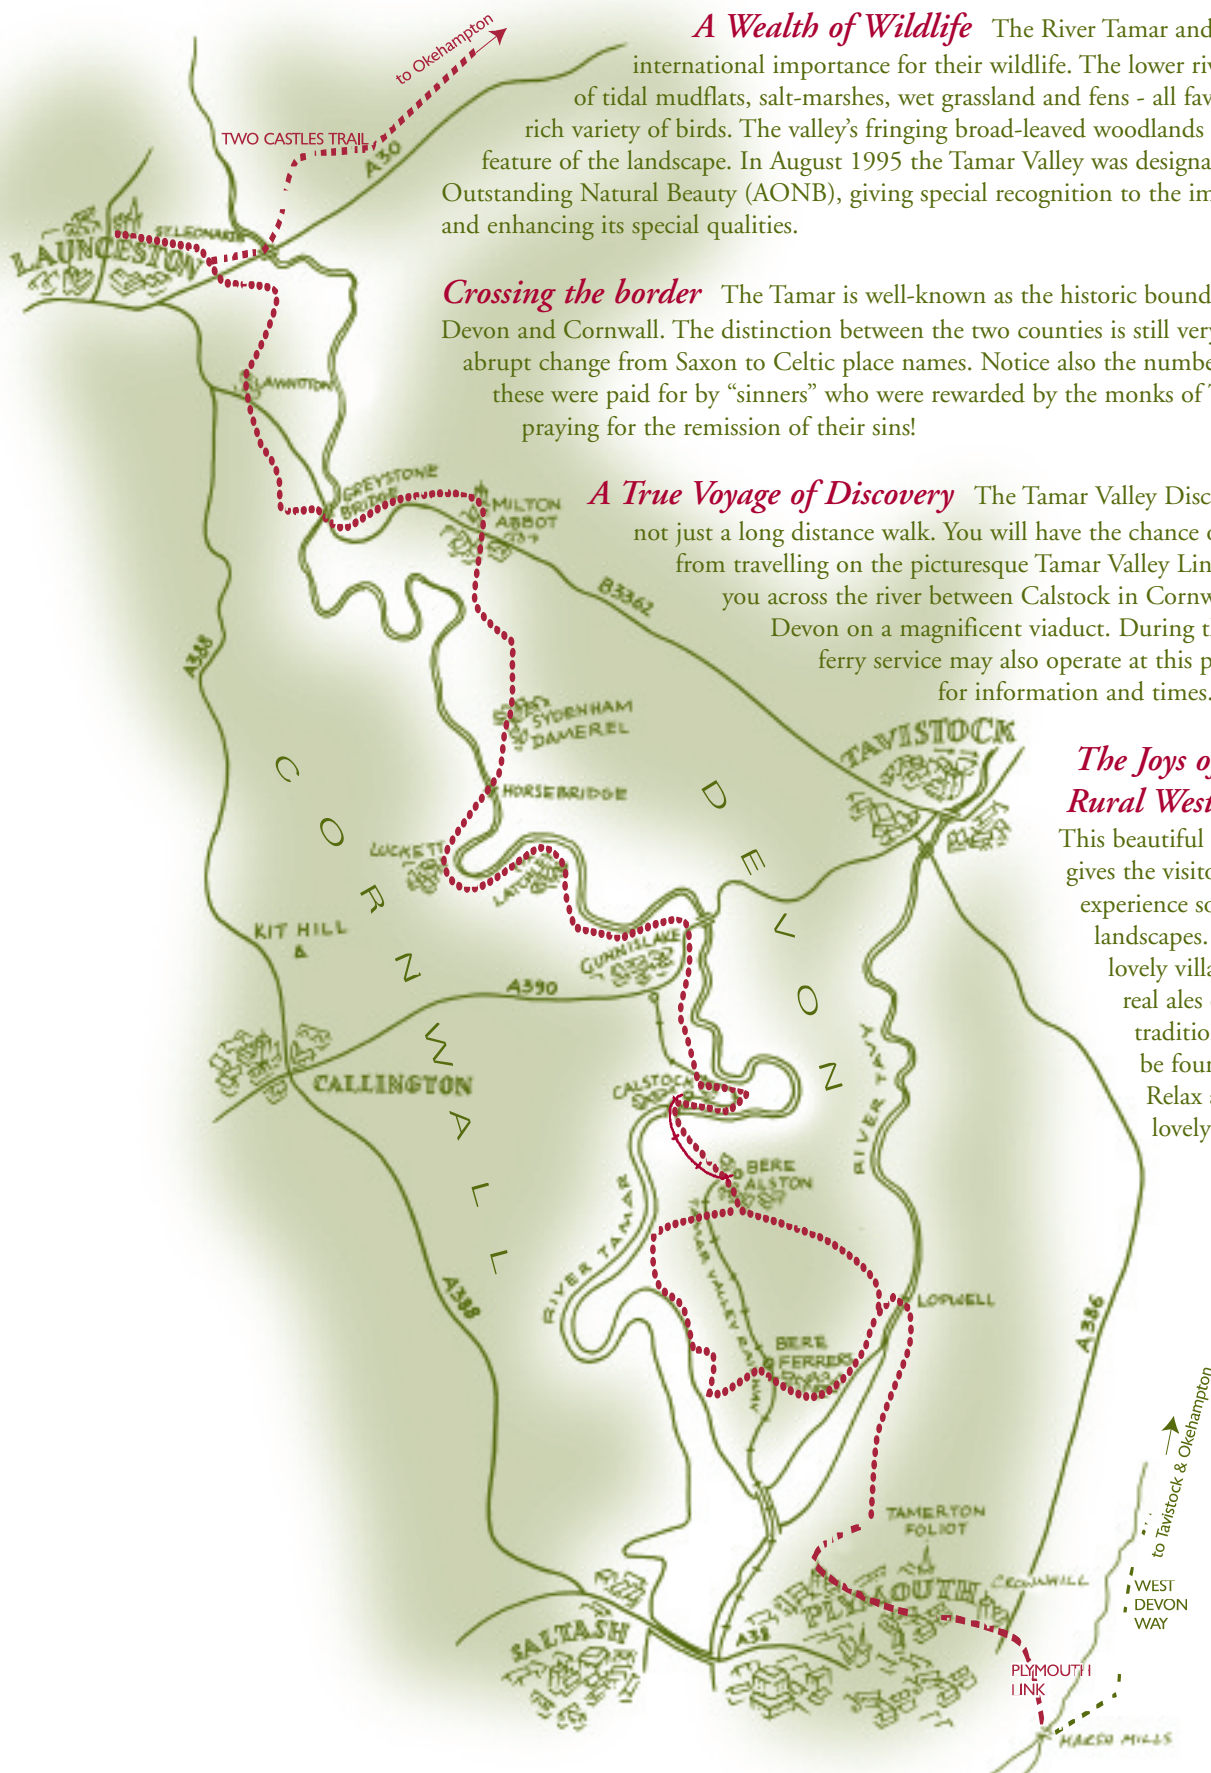 A Wealth of Wildlife The River Tamar and
international importance for their wildlife. The lower riv
of tidal mudflats, salt-marshes, wet grassland and fens - all fav
rich variety of birds. The valley's fringing broad-leaved woodlands
feature of the landscape. In August 1995 the Tamar Valley was designa
Outstanding Natural Beauty (AONB), giving special recognition to the im
and enhancing its special qualities.
Crossing the border The Tamar is well-known as the historic bound
Devon and Cornwall. The distinction between the two counties is still very
abrupt change from Saxon to Celtic place names. Notice also the numbe
these were paid for by “sinners” who were rewarded by the monks of T
praying for the remission of their sins!
A True Voyage of Discovery The Tamar Valley Disc
not just a long distance walk. You will have the chance o
from travelling on the picturesque Tamar Valley Lin
you across the river between Calstock in Cornw
Devon on a magnificent viaduct. During t
ferry service may also operate at this p
for information and times.
The Joys o
Rural West
This beautiful
gives the visito
experience so
landscapes.
lovely villa
real ales
traditio
be foun
Relax a
lovely
to Okehampton
TWO CASTLES TRAIL
A30
ST. LEONARDS
LAUNCESTON
LAWHITTON
GREYSTONE
BRIDGE
MILTON
ABBOT
B3362
A388
SYDENHAM
DAMEREL
TAVISTOCK
HORSEBRIDGE
CORNWALL
DEVON
LUCKETT
KIT HILL
GUNNISLAKE
A390
CALLINGTON
CALSTOCK
RIVER TAVY
BERE
ALSTON
RIVER TAMAR
TAMAR VALLEY RAILWAY
A388
LOPWELL
A386
BERE
FERRERS
to Tavistock & Okehampton
TAMERTON
FOLIOT
CROWNHILL
WEST
DEVON
WAY
PLYMOUTH
SALTASH
A38
PLYMOUTH
LINK
MARSH MILLS